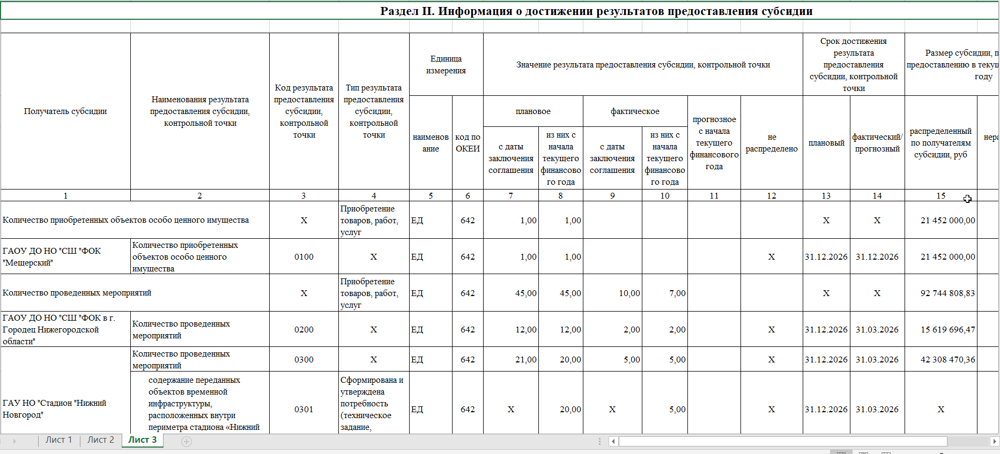 Раздел II. Информация о достижении результатов предоставления субсидии
Получатель субсидии
Наименования результата
предоставления субсидии,
контрольной точки
Код результата
предоставления
субсидии,
контрольной
точки
Тип результата
предоставления
субсидии,
контрольной
точки
Единица
измерения
Значение результата предоставления субсидии, контрольной точки
Срок достижения
результата
предоставления
субсидии, контрольной
точки
Размер субсидии, п
предоставлению в теку
году
наименов
ание
код по
ОКЕИ
плановое
фактическое
с даты
заключения
соглашения
из них с
начала
текущего
финансово
го года
с даты
заключения
соглашения
из них с
начала
текущего
финансово
го года
прогнозное
с начала
текущего
финансового
года
не
распределено
плановый
фактический/
прогнозный
распределенный
по получателям
субсидии, руб
нера
1 2 3 4 5 6 7 8 9 10 11 12 13 14 15
Количество приобретенных объектов особо ценного имущества
X
Приобретение
товаров, работ,
услуг
ЕД 642 1,00 1,00 X X 21 452 000,00
ГАОУ ДО НО "СШ "ФОК
"Мещерский"
Количество приобретенных
объектов особо ценного
имущества
0100 X ЕД 642 1,00 1,00 X 31.12.2026 31.12.2026 21 452 000,00
Количество проведенных мероприятий
X
Приобретение
товаров, работ,
услуг
ЕД 642 45,00 45,00 10,00 7,00 X X 92 744 808,83
ГАОУ ДО НО "СШ "ФОК в г.
Городец Нижегородской
области"
Количество проведенных
мероприятий
0200 X ЕД 642 12,00 12,00 2,00 2,00 X 31.12.2026 31.03.2026 15 619 696,47
ГАУ НО "Стадион "Нижний
Новгород"
Количество проведенных
мероприятий
0300 X ЕД 642 21,00 20,00 5,00 5,00 X 31.12.2026 31.03.2026 42 308 470,36
содержание переданных
объектов временной
инфраструктуры,
расположенных внутри
периметра стадиона «Нижний
0301
Сформирована и
утверждена
потребность
(техническое
задание,
ЕД 642 X 20,00 X 5,00 X 31.12.2026 31.03.2026 X
Лист 1 Лист 2 Лист 3